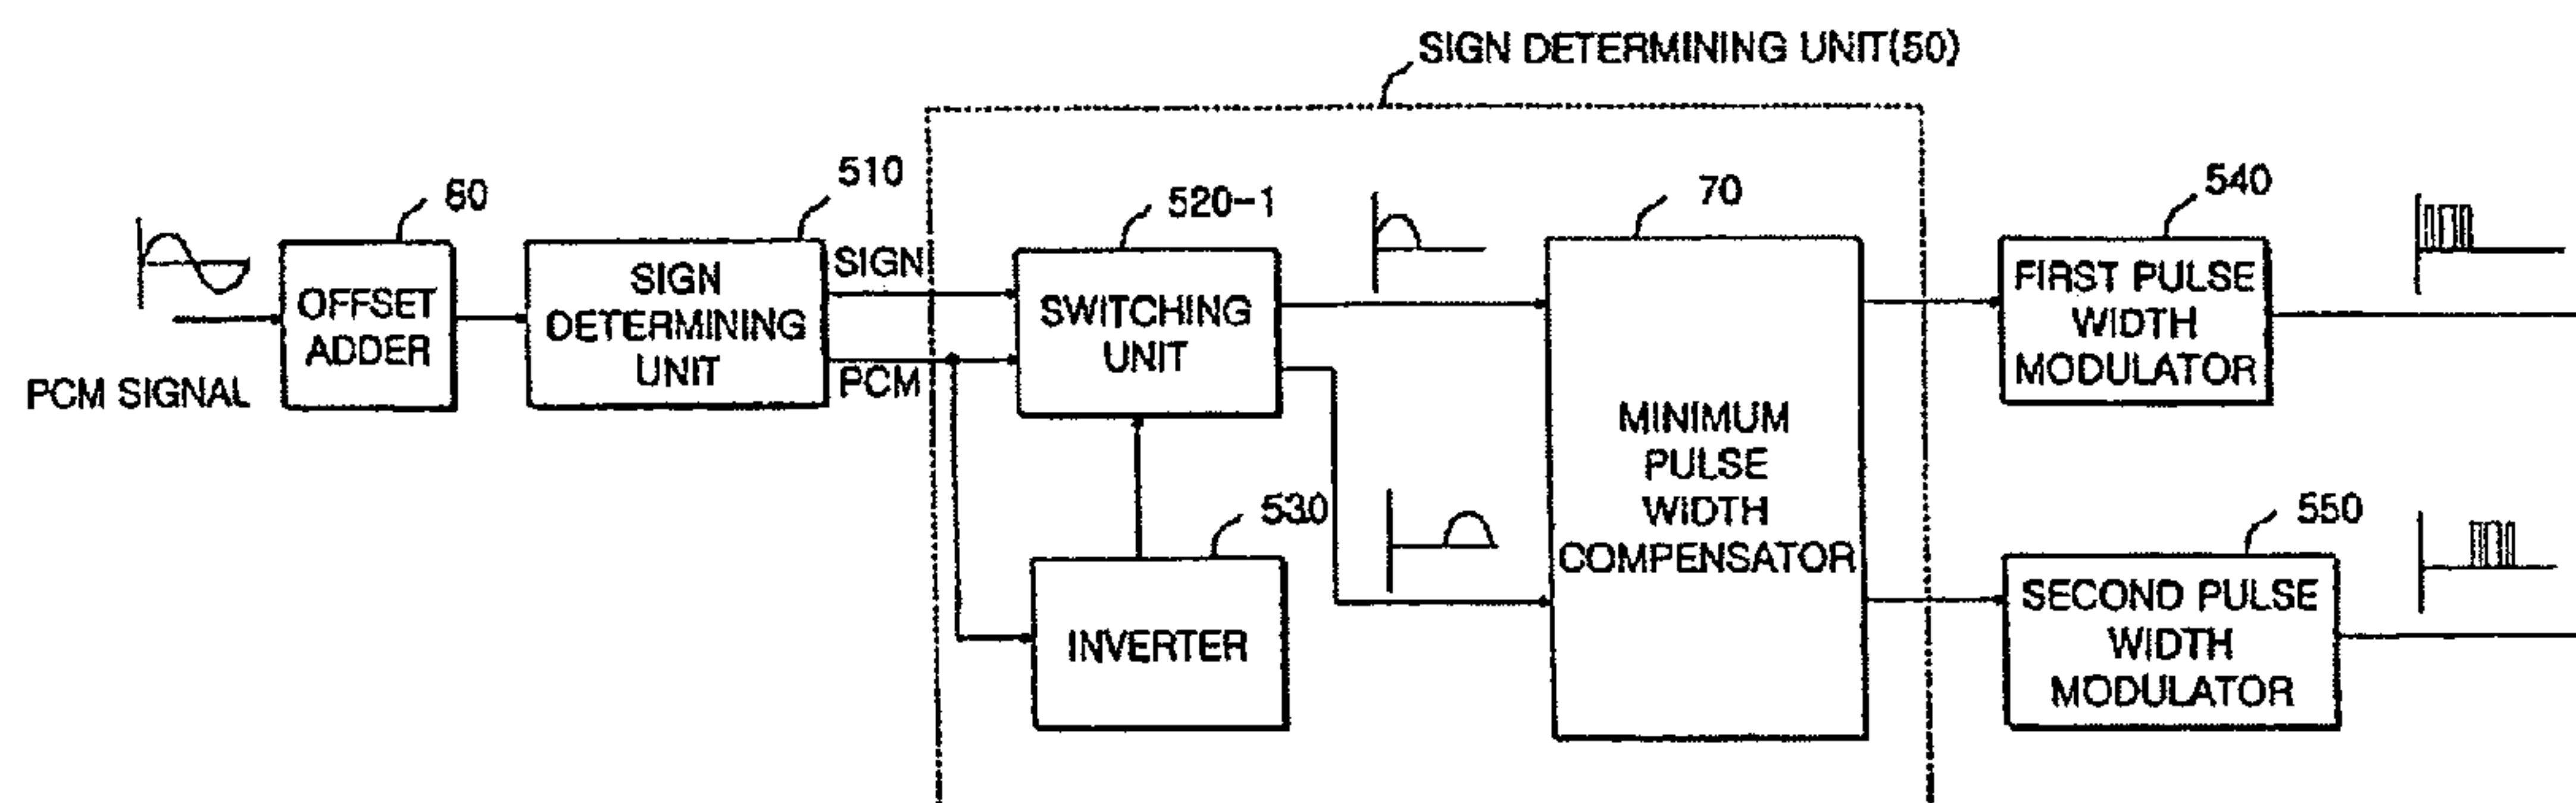 SIGN DETERMINING UNIT(50)
60
510
520-1
70
540
PCM SIGNAL
OFFSET
ADDER
SIGN
DETERMINING
UNIT
SIGN
PCM
SWITCHING
UNIT
530
INVERTER
MINIMUM
PULSE
WIDTH
COMPENSATOR
FIRST PULSE
WIDTH
MODULATOR
550
SECOND PULSE
WIDTH
MODULATOR